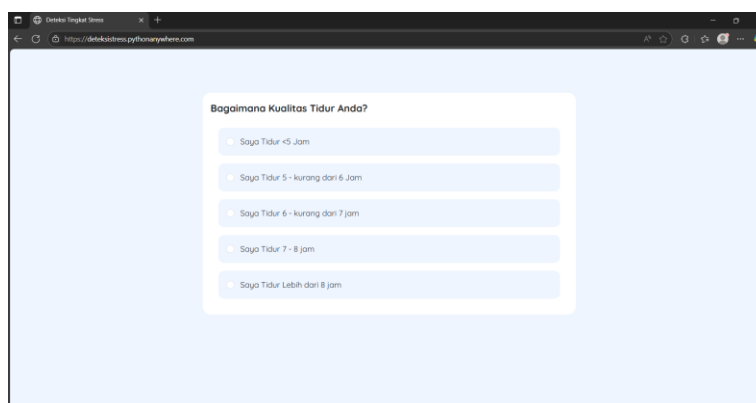 Deteksi Tingkat Stress
https://deteksistress.pythonanywhere.com
Bagaimana Kualitas Tidur Anda?
Saya Tidur <5 Jam
Saya Tidur 5 - kurang dari 6 Jam
Saya Tidur 6 - kurang dari 7 jam
Saya Tidur 7 - 8 jam
Saya Tidur Lebih dari 8 jam